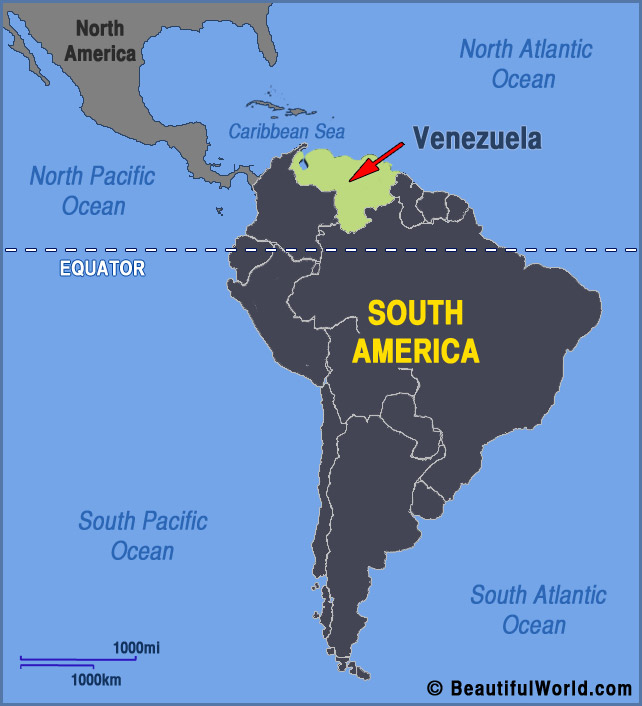 North
America
North Atlantic
Ocean
Caribbean Sea
Venezuela
North Pacific
Ocean
EQUATOR
SOUTH
AMERICA
South Pacific
Ocean
South Atlantic
Ocean
1000mi
1000km
© BeautifulWorld.com